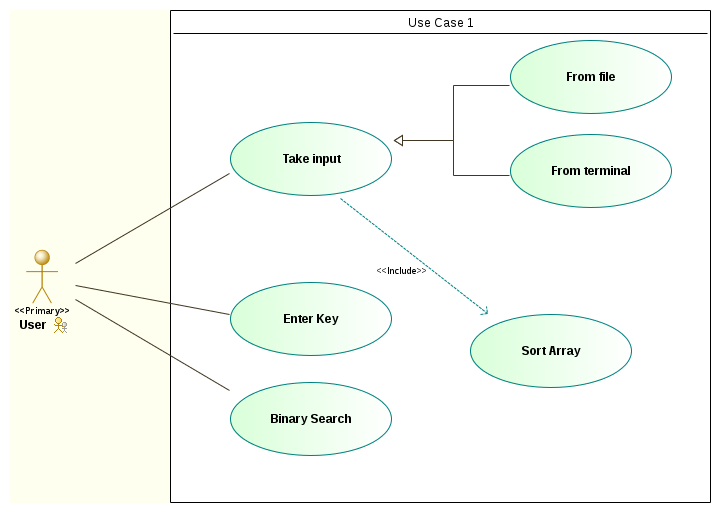 Use Case 1
From file
Take input
From terminal
<<Include>>
<<Primary>>
User
Enter Key
Sort Array
Binary Search